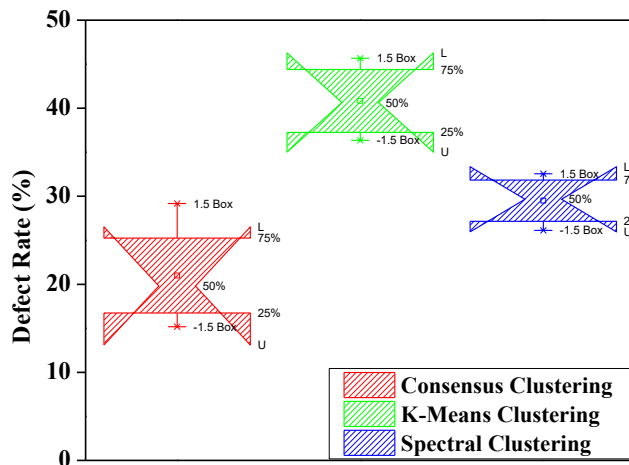 50
40
30
20
10
0
Defect Rate (%)
L
1.5 Box
75%
50%
25%
-1.5 Box
U
1.5 Box
L
7
50%
2
-1.5 Box
U
1.5 Box
L
75%
50%
25%
-1.5 Box
U
Consensus Clustering
K-Means Clustering
Spectral Clustering